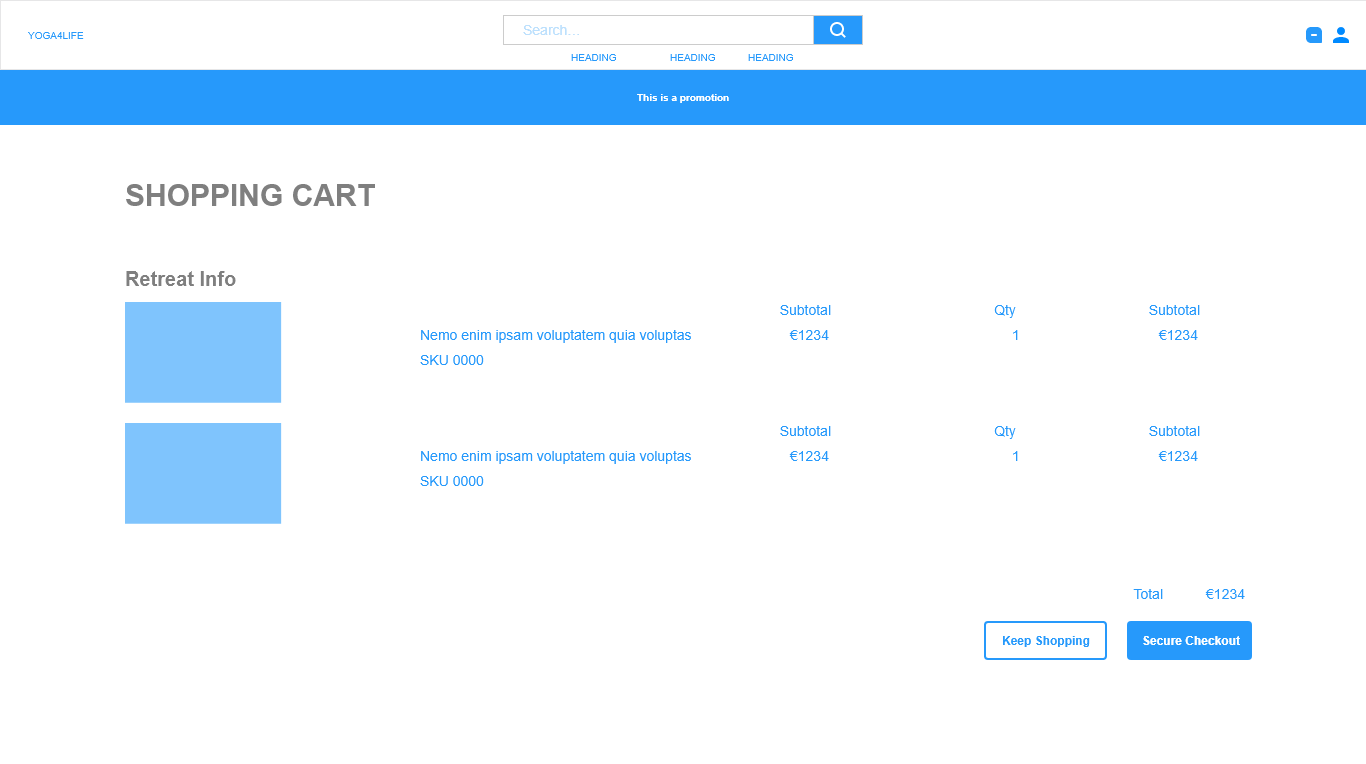 YOGA4LIFE
Search...
HEADING HEADING HEADING
This is a promotion
SHOPPING CART
Retreat Info
Subtotal Qty Subtotal
Nemo enim ipsam voluptatem quia voluptas €1234 1 €1234
SKU 0000
Subtotal Qty Subtotal
Nemo enim ipsam voluptatem quia voluptas €1234 1 €1234
SKU 0000
Total €1234
Keep Shopping Secure Checkout